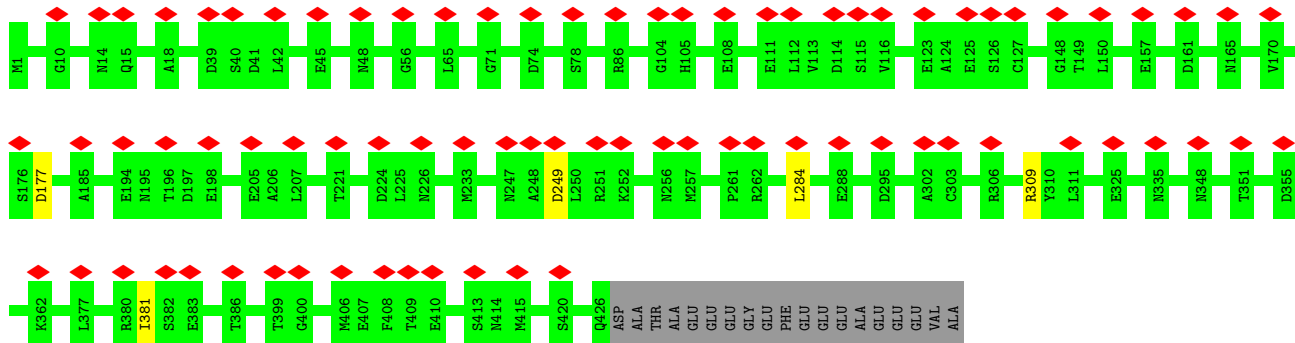 M1 G10 N14 Q15 A18 D39 S40 D41 L42 E45 N48 G56 L65 G71 D74 S78 R86 G104 H105 E108 E111 L112 V113 D114 S115 V116 E123 A124 E125 S126 C127 G148 T149 L150 E157 D161 N165 V170
S176 D177 A185 E194 N195 T196 D197 E198 E205 A206 L207 T221 D224 L225 N226 M233 N247 A248 D249 L250 R251 K252 N256 M257 P261 R262 L284 E288 D295 A302 C303 R306 R309 Y310 L311 E325 N335 N348 T351 D355
K362 L377 R380 I381 S382 E383 T386 T399 G400 M406 E407 F408 T409 E410 S413 N414 M415 S420 Q426 ASP ALA THR ALA GLU GLU GLU GLY GLU PHE GLU GLU GLU ALA GLU GLU GLU VAL ALA